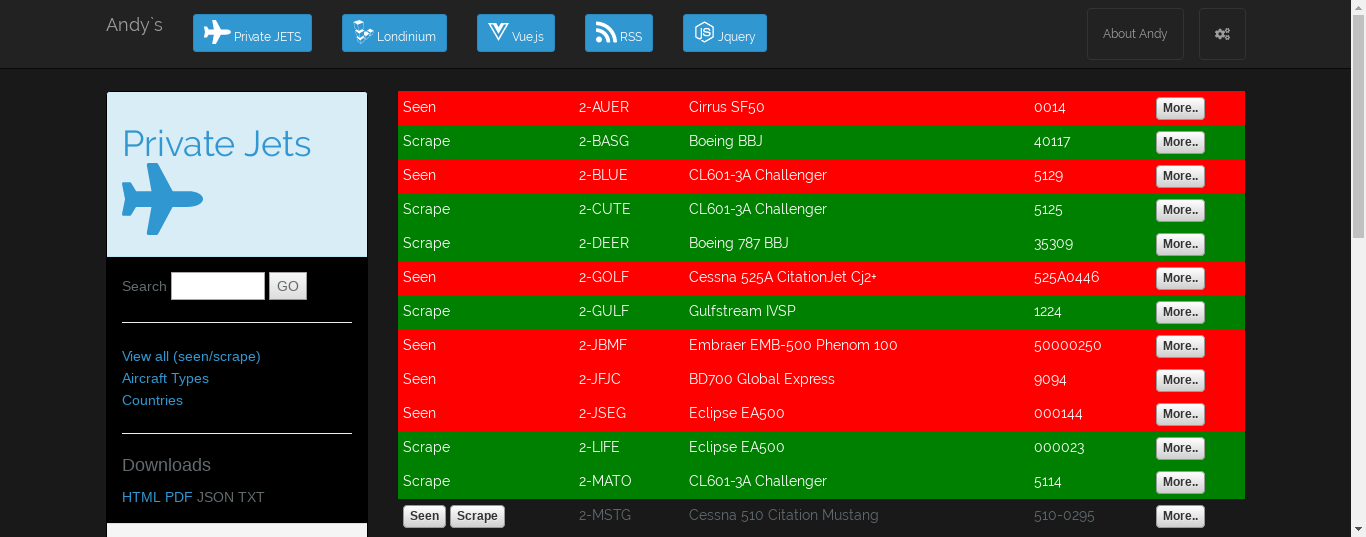 Andy`s Private JETS Londinium Vue.js RSS Jquery About Andy
Private Jets
Search GO
View all (seen/scrape)
Aircraft Types
Countries
Downloads
HTML PDF JSON TXT
Seen 2-AUER Cirrus SF50 0014 More..
Scrape 2-BASG Boeing BBJ 40117 More..
Seen 2-BLUE CL601-3A Challenger 5129 More..
Scrape 2-CUTE CL601-3A Challenger 5125 More..
Scrape 2-DEER Boeing 787 BBJ 35309 More..
Seen 2-GOLF Cessna 525A CitationJet Cj2+ 525A0446 More..
Scrape 2-GULF Gulfstream IVSP 1224 More..
Seen 2-JBMF Embraer EMB-500 Phenom 100 50000250 More..
Seen 2-JFJC BD700 Global Express 9094 More..
Seen 2-JSEG Eclipse EA500 000144 More..
Scrape 2-LIFE Eclipse EA500 000023 More..
Scrape 2-MATO CL601-3A Challenger 5114 More..
Seen Scrape 2-MSTG Cessna 510 Citation Mustang 510-0295 More..